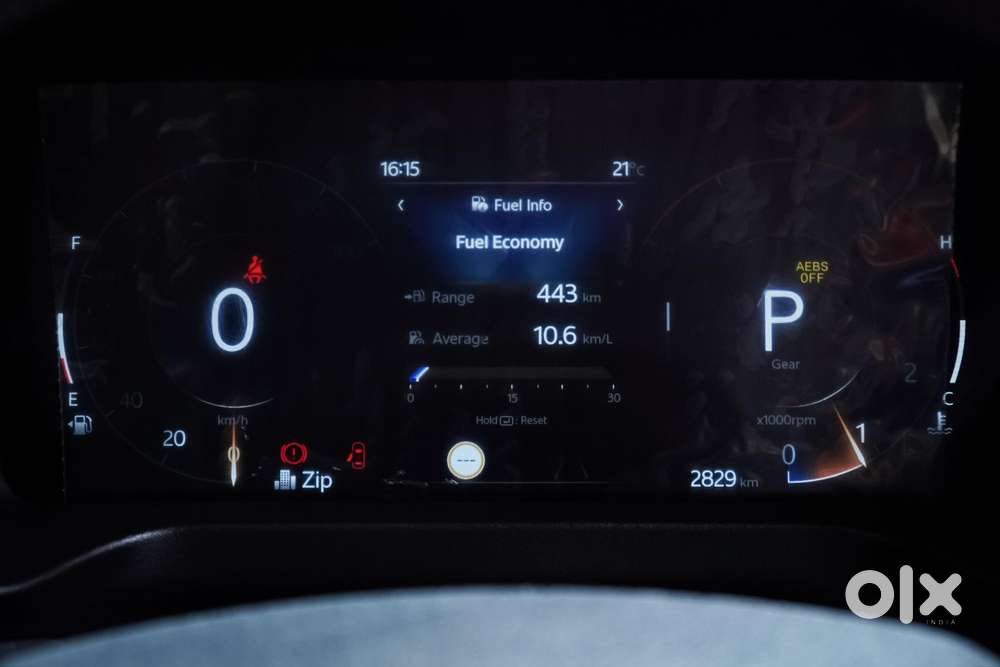 16:15 21°C
‹ Fuel Info ›
Fuel Economy
F
H
AEBS
OFF
Range 443 km
0
P
Average 10.6 km/L
Gear
2
0 15 30
E
C
40
Hold : Reset
km/h
x1000rpm
20
1
0
0
---
Zip
2829 km
olx
INDIA